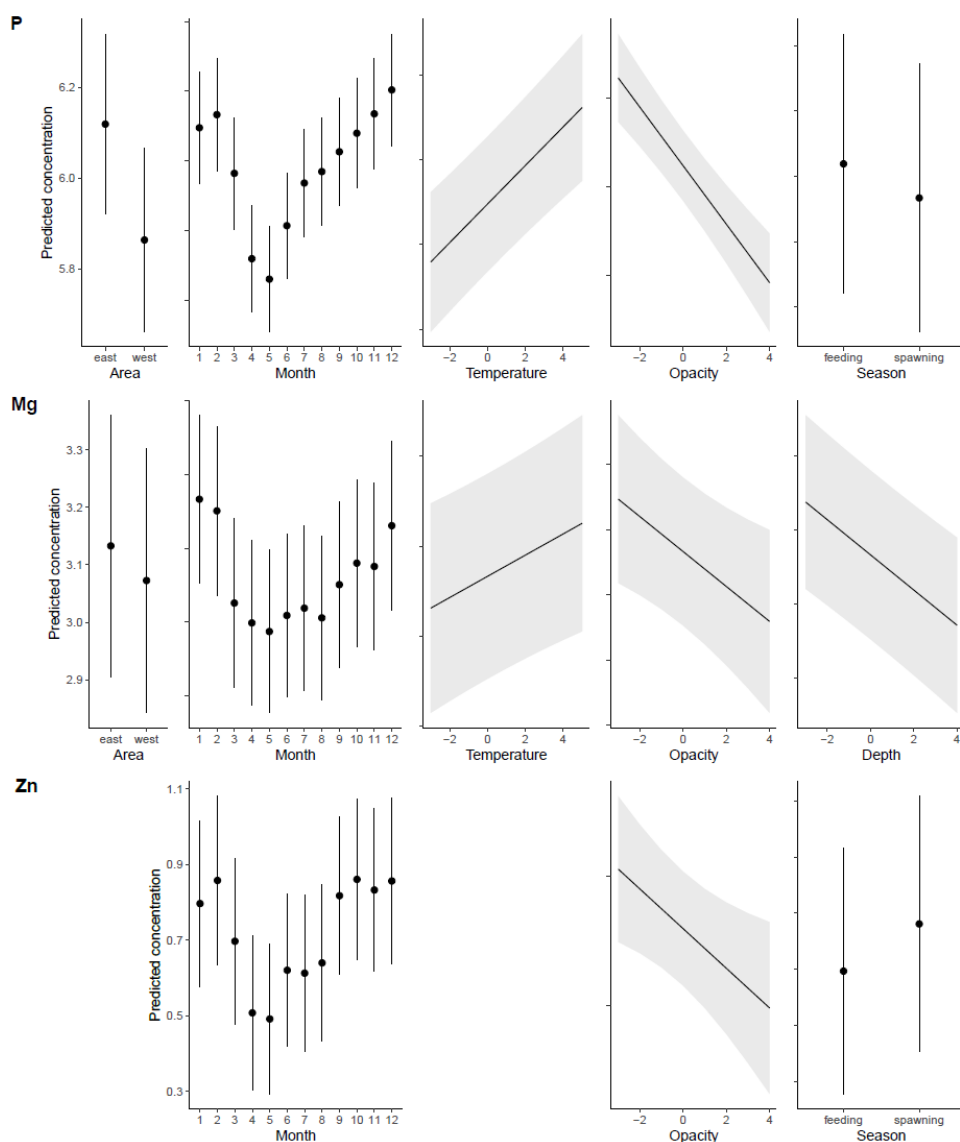 P
Predicted concentration
6.2
6.0
5.8
east west
Area
1 2 3 4 5 6 7 8 9 10 11 12
Month
−2 0 2 4
Temperature
−2 0 2 4
Opacity
feeding spawning
Season
Mg
Predicted concentration
3.3
3.2
3.1
3.0
2.9
east west
Area
1 2 3 4 5 6 7 8 9 10 11 12
Month
−2 0 2 4
Temperature
−2 0 2 4
Opacity
−2 0 2 4
Depth
Zn
Predicted concentration
1.1
0.9
0.7
0.5
0.3
1 2 3 4 5 6 7 8 9 10 11 12
Month
−2 0 2 4
Opacity
feeding spawning
Season